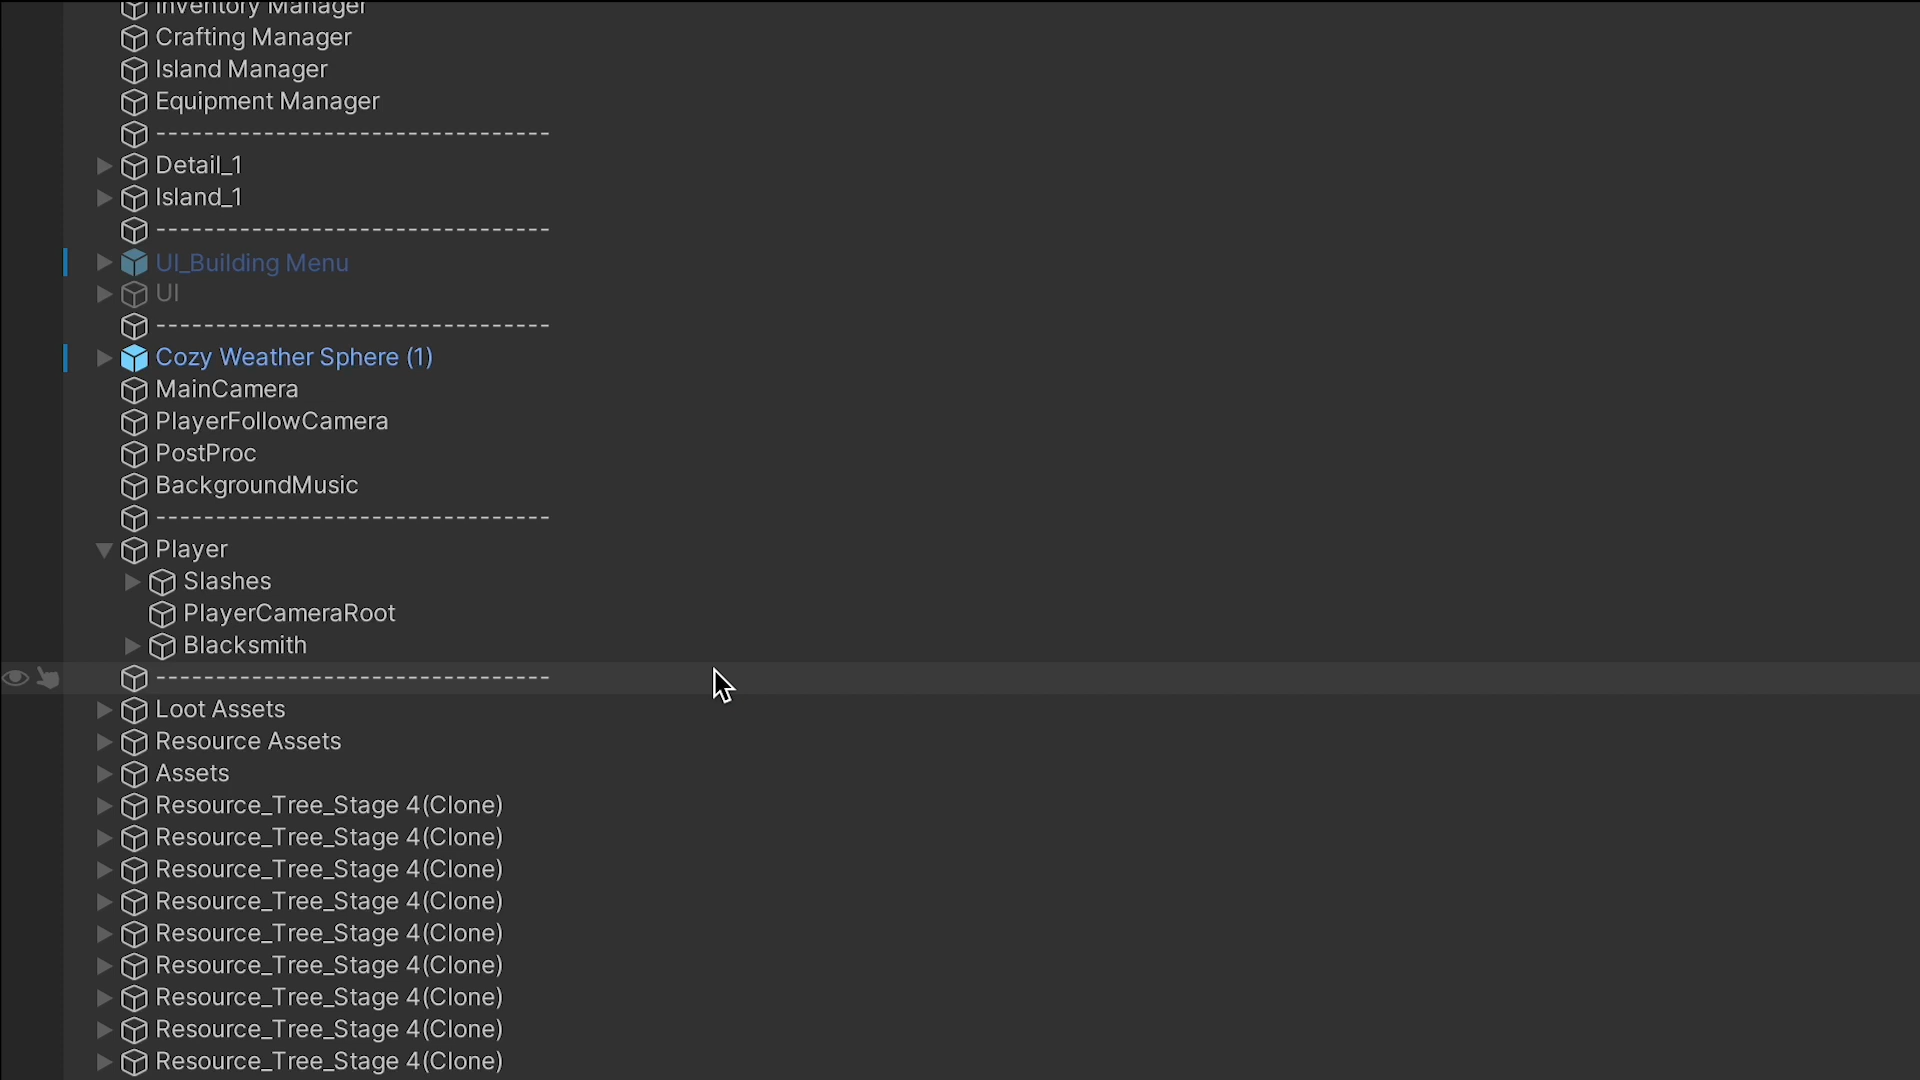 Inventory Manager
Crafting Manager
Island Manager
Equipment Manager
---------------------------------
Detail_1
Island_1
---------------------------------
UI_Building Menu
UI
---------------------------------
Cozy Weather Sphere (1)
MainCamera
PlayerFollowCamera
PostProc
BackgroundMusic
---------------------------------
Player
Slashes
PlayerCameraRoot
Blacksmith
---------------------------------
Loot Assets
Resource Assets
Assets
Resource_Tree_Stage 4(Clone)
Resource_Tree_Stage 4(Clone)
Resource_Tree_Stage 4(Clone)
Resource_Tree_Stage 4(Clone)
Resource_Tree_Stage 4(Clone)
Resource_Tree_Stage 4(Clone)
Resource_Tree_Stage 4(Clone)
Resource_Tree_Stage 4(Clone)
Resource_Tree_Stage 4(Clone)